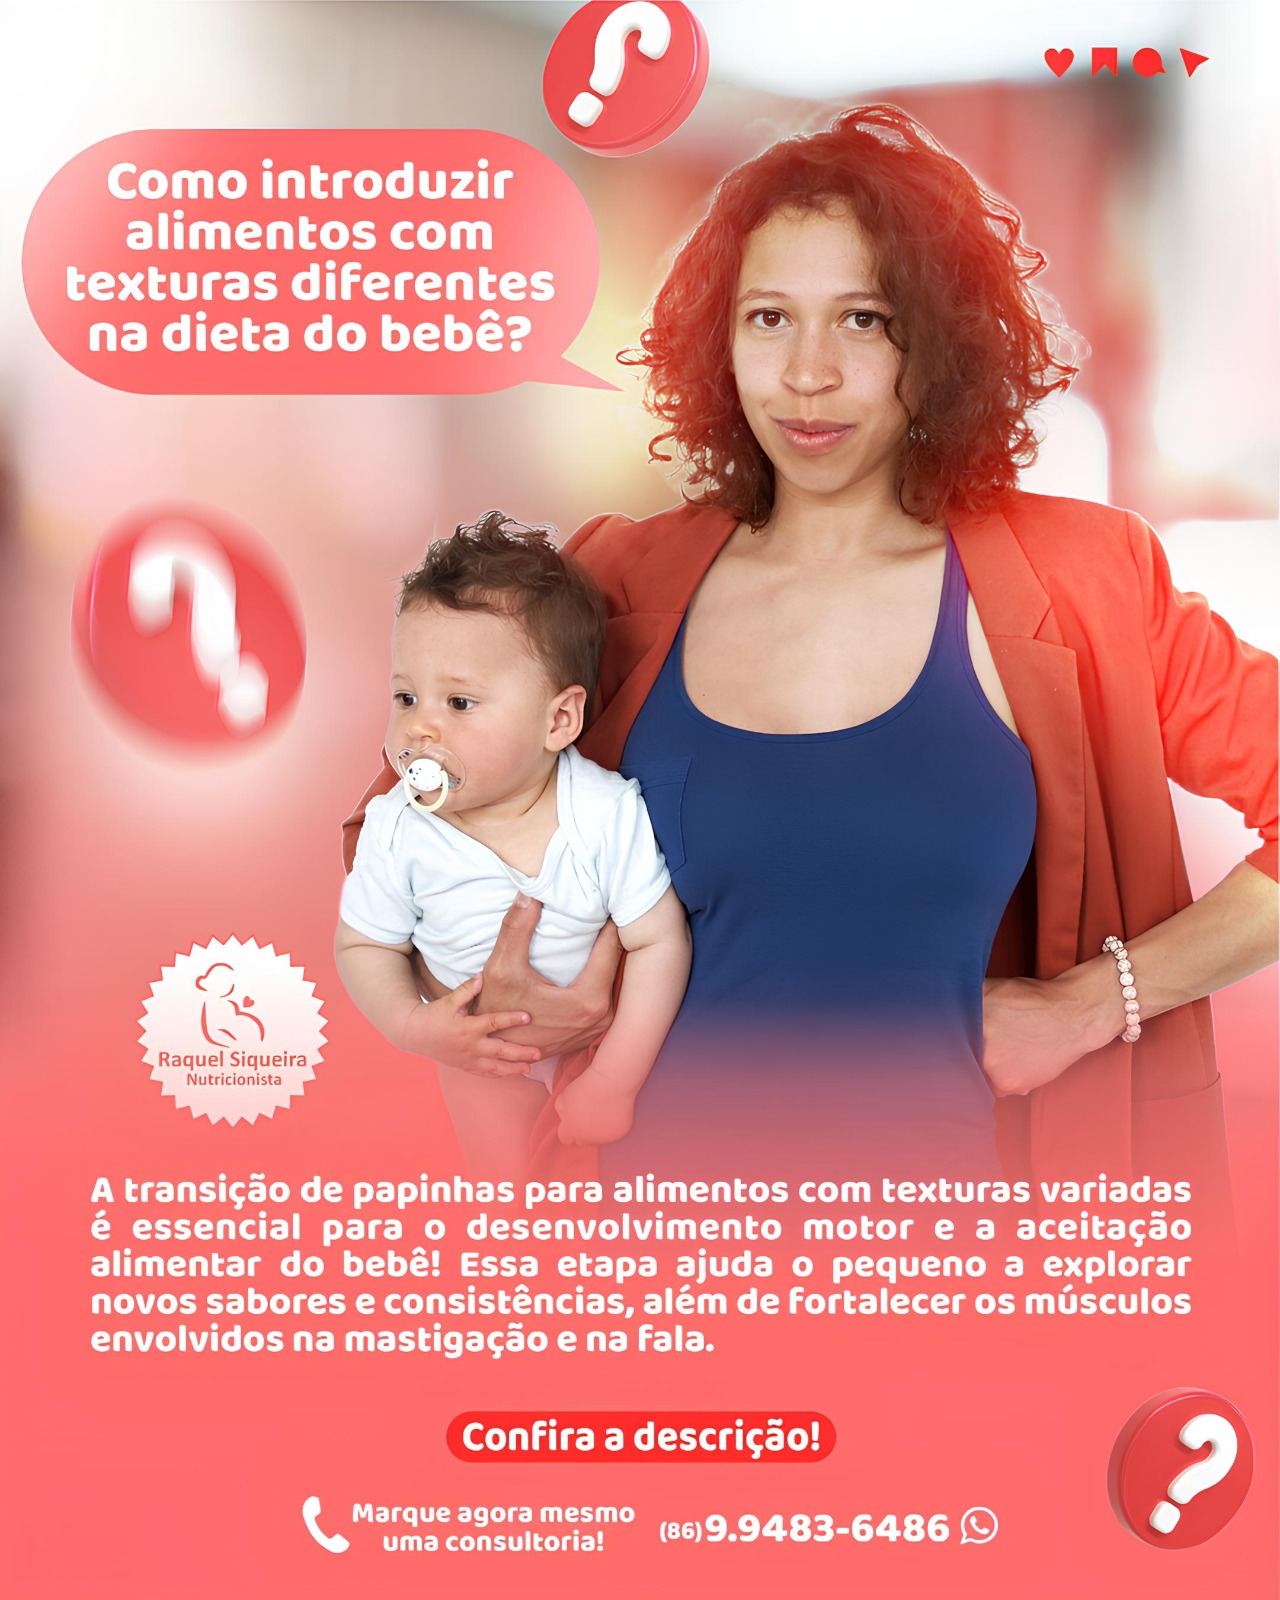 Como introduzir
alimentos com
texturas diferentes
na dieta do bebê?
Raquel Siqueira
Nutricionista
A transição de papinhas para alimentos com texturas variadas
é essencial para o desenvolvimento motor e a aceitação
alimentar do bebê! Essa etapa ajuda o pequeno a explorar
novos sabores e consistências, além de fortalecer os músculos
envolvidos na mastigação e na fala.
Confira a descrição!
Marque agora mesmo
uma consultoria!
(86)9.9483-6486